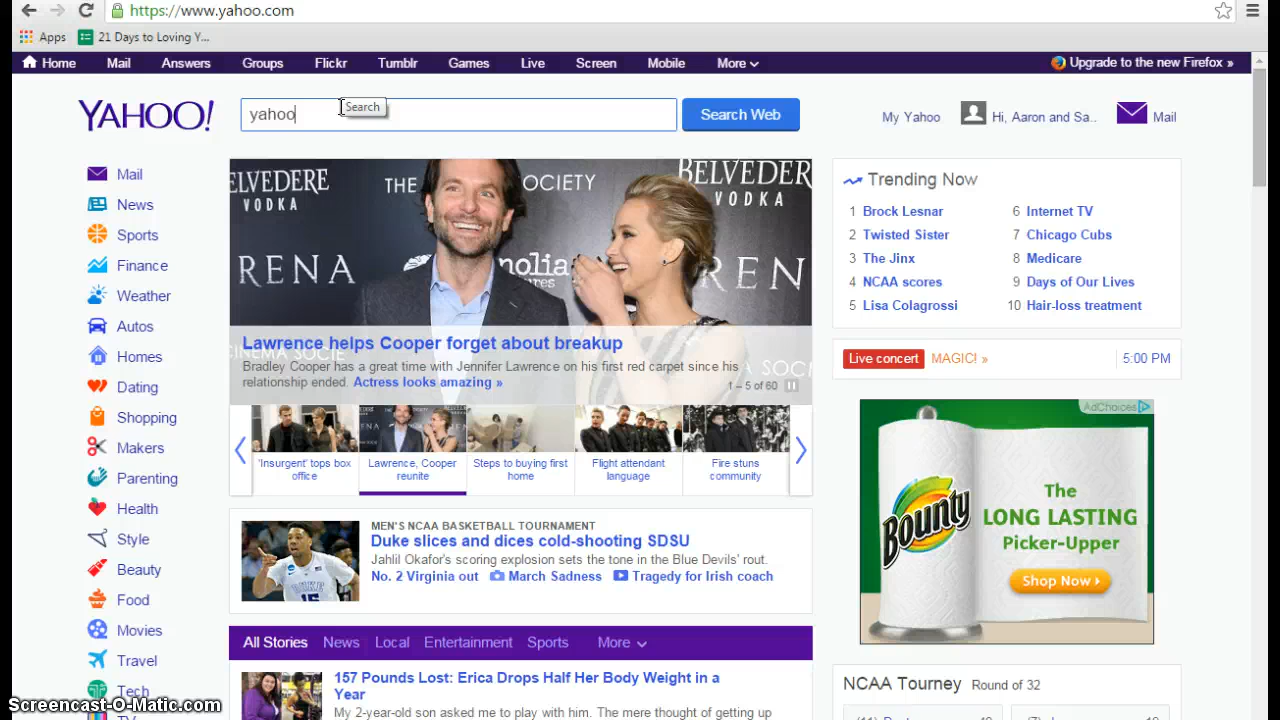 https://www.yahoo.com
Apps 21 Days to Loving Y...
Home Mail Answers Groups Flickr Tumblr Games Live Screen Mobile More Upgrade to the new Firefox »
YAHOO!
yahoo
Search
Search Web
My Yahoo
Hi, Aaron and Sa..
Mail
Mail
News
Sports
Finance
Weather
Autos
Homes
Dating
Shopping
Makers
Parenting
Health
Style
Beauty
Food
Movies
Travel
Tech
TV
ELVEDERE
VODKA
THE
SOCIETY
BELVEDERE
VODKA
RENA
nolia
REN
Lawrence helps Cooper forget about breakup
Bradley Cooper has a great time with Jennifer Lawrence on his first red carpet since his
relationship ended. Actress looks amazing »
1 – 5 of 60
'Insurgent' tops box
office
Lawrence, Cooper
reunite
Steps to buying first
home
Flight attendant
language
Fire stuns
community
MEN'S NCAA BASKETBALL TOURNAMENT
Duke slices and dices cold-shooting SDSU
Jahlil Okafor's scoring explosion sets the tone in the Blue Devils' rout.
No. 2 Virginia out March Sadness Tragedy for Irish coach
All Stories News Local Entertainment Sports More
157 Pounds Lost: Erica Drops Half Her Body Weight in a
Year
My 2-year-old son asked me to play with him. The mere thought of getting up
Trending Now
1 Brock Lesnar
2 Twisted Sister
3 The Jinx
4 NCAA scores
5 Lisa Colagrossi
6 Internet TV
7 Chicago Cubs
8 Medicare
9 Days of Our Lives
10 Hair-loss treatment
Live concert MAGIC! » 5:00 PM
AdChoices
Bounty
The
LONG LASTING
Picker-Upper
Shop Now
NCAA Tourney Round of 32
Screencast-O-Matic.com